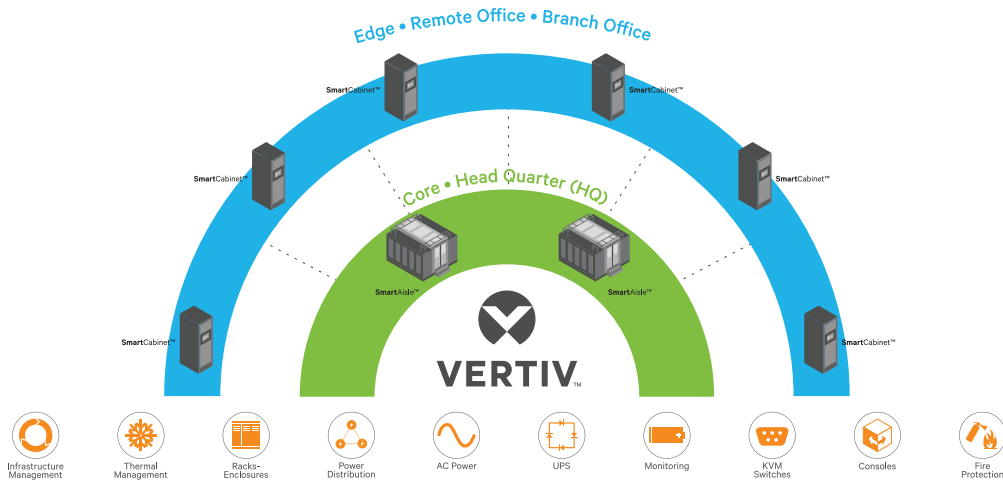 Edge • Remote Office • Branch Office
SmartCabinet™
SmartCabinet™
SmartCabinet™
SmartCabinet™
Core • Head Quarter (HQ)
SmartAisle™
SmartAisle™
SmartCabinet™
SmartCabinet™
VERTIV™
Infrastructure
Management
Thermal
Management
Racks-
Enclosures
Power
Distribution
AC Power
UPS
Monitoring
KVM
Switches
Consoles
Fire
Protection